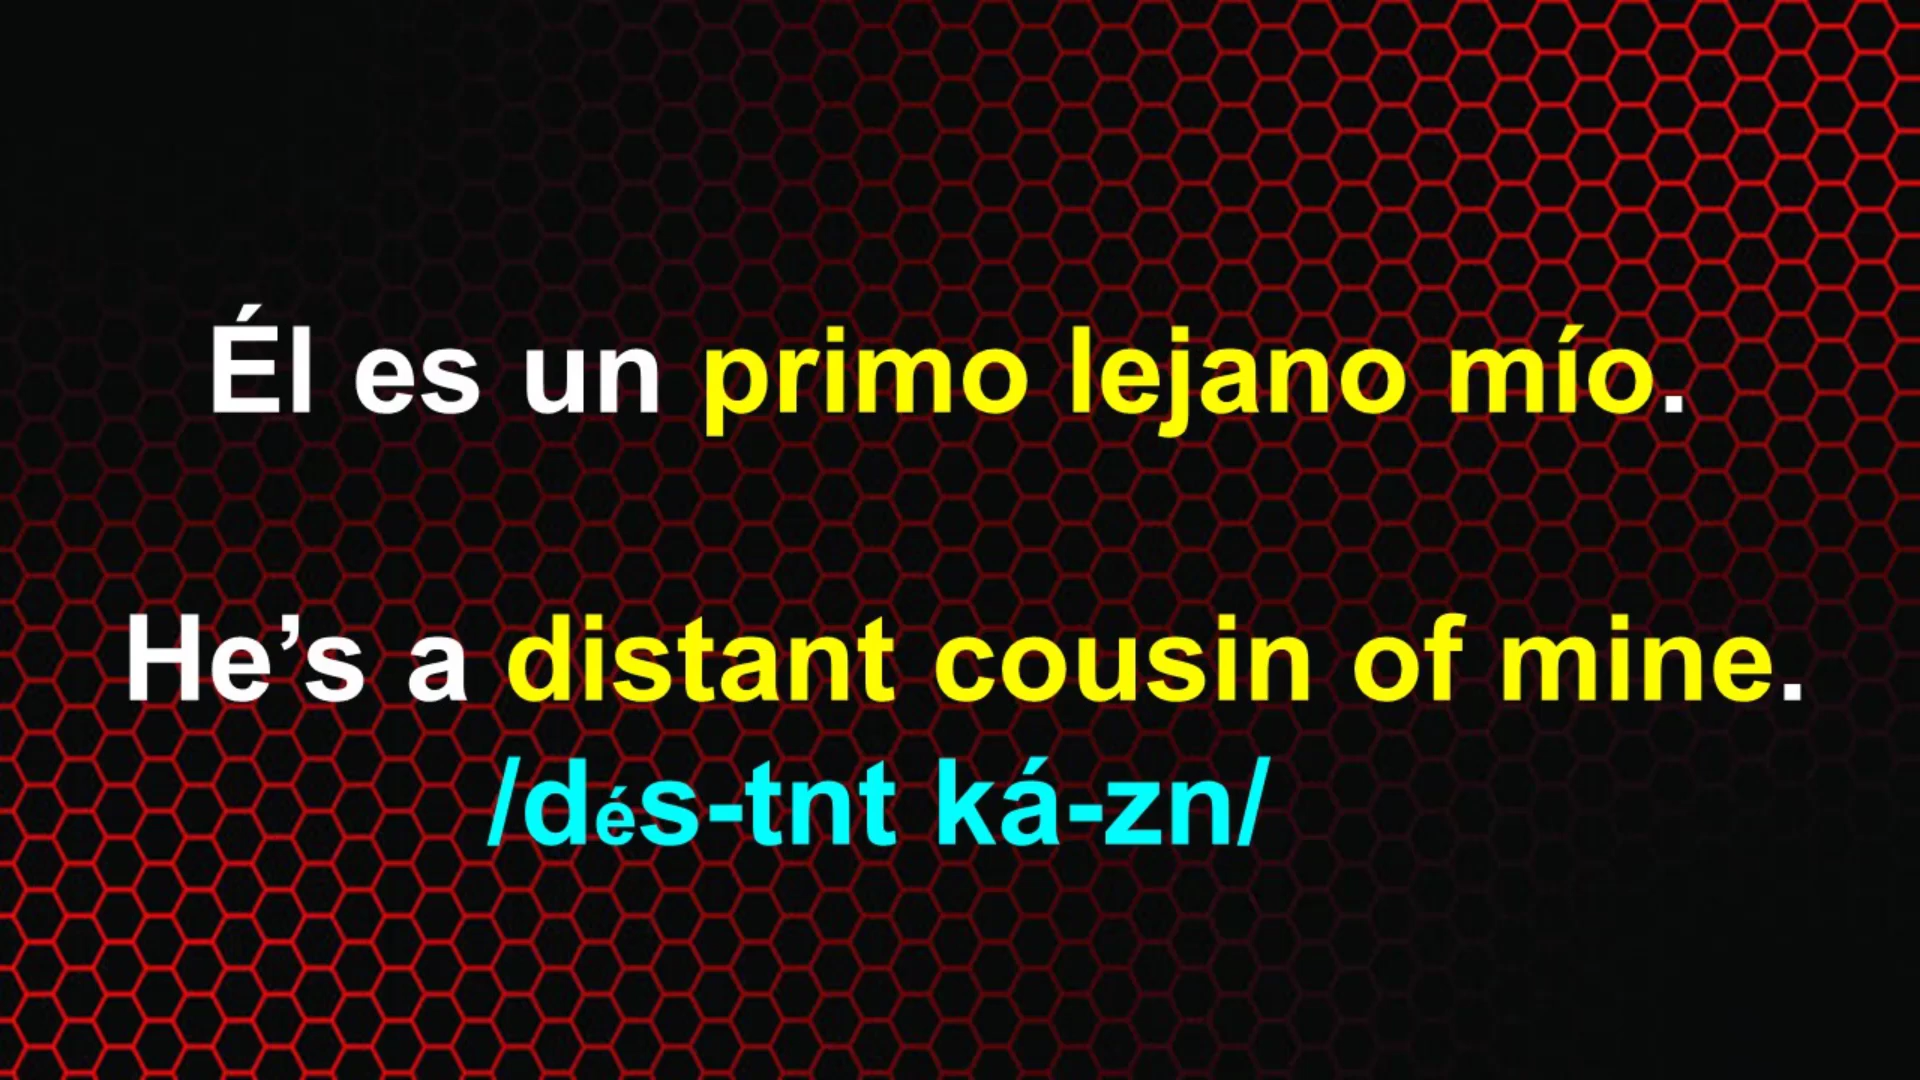 Él es un primo lejano mío.
He’s a distant cousin of mine.
/dés-tnt ká-zn/